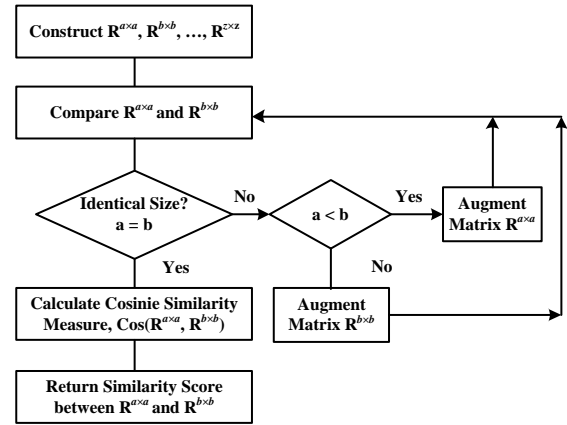 Construct R^{a×a}, R^{b×b}, …, R^{z×z}
Compare R^{a×a} and R^{b×b}
Identical Size?
a = b
No
a < b
Yes
Augment
Matrix R^{a×a}
Yes
No
Calculate Cosinie Similarity
Measure, Cos(R^{a×a}, R^{b×b})
Augment
Matrix R^{b×b}
Return Similarity Score
between R^{a×a} and R^{b×b}